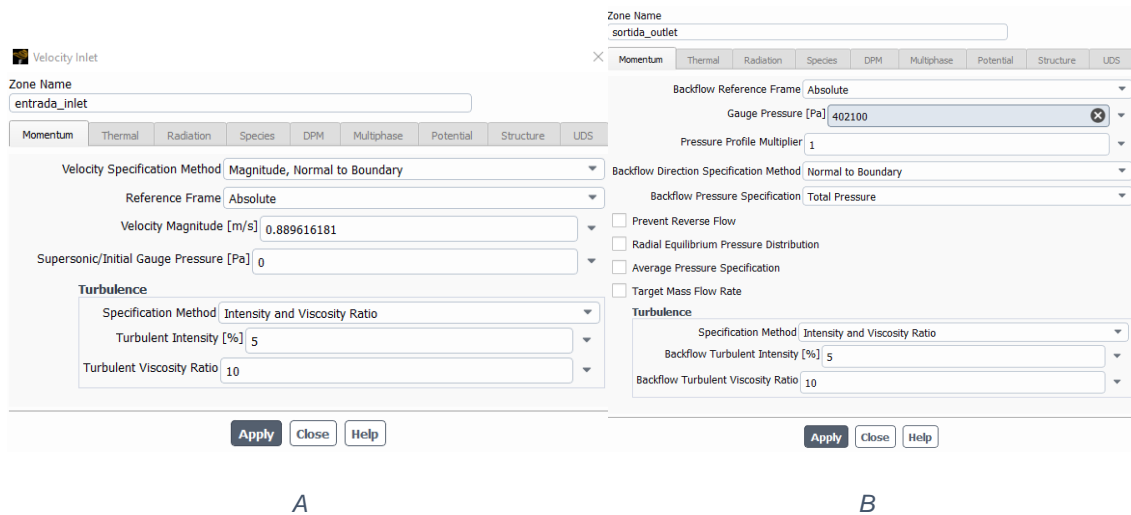 Velocity Inlet
Zone Name
entrada_inlet
Momentum Thermal Radiation Species DPM Multiphase Potential Structure UDS
Velocity Specification Method Magnitude, Normal to Boundary
Reference Frame Absolute
Velocity Magnitude [m/s] 0.889616181
Supersonic/Initial Gauge Pressure [Pa] 0
Turbulence
Specification Method Intensity and Viscosity Ratio
Turbulent Intensity [%] 5
Turbulent Viscosity Ratio 10
Apply Close Help
A
Zone Name
sortida_outlet
Momentum Thermal Radiation Species DPM Multiphase Potential Structure UDS
Backflow Reference Frame Absolute
Gauge Pressure [Pa] 402100
Pressure Profile Multiplier 1
Backflow Direction Specification Method Normal to Boundary
Backflow Pressure Specification Total Pressure
Prevent Reverse Flow
Radial Equilibrium Pressure Distribution
Average Pressure Specification
Target Mass Flow Rate
Turbulence
Specification Method Intensity and Viscosity Ratio
Backflow Turbulent Intensity [%] 5
Backflow Turbulent Viscosity Ratio 10
Apply Close Help
B